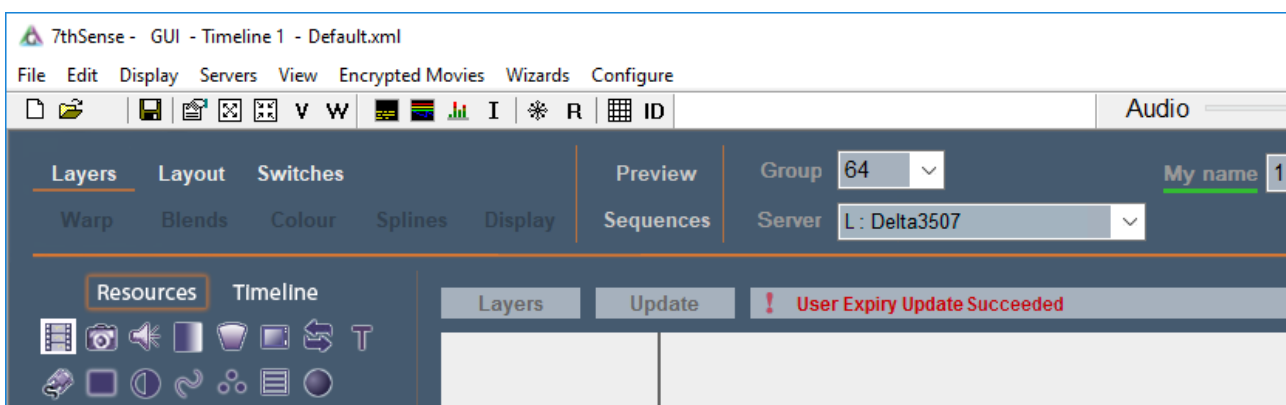 7thSense - GUI - Timeline 1 - Default.xml
File Edit Display Servers View Encrypted Movies Wizards Configure
V W I R ID Audio
Layers Layout Switches Preview Group 64 My name 1
Warp Blends Colour Splines Display Sequences Server L : Delta3507
Resources Timeline
Layers Update ! User Expiry Update Succeeded
T